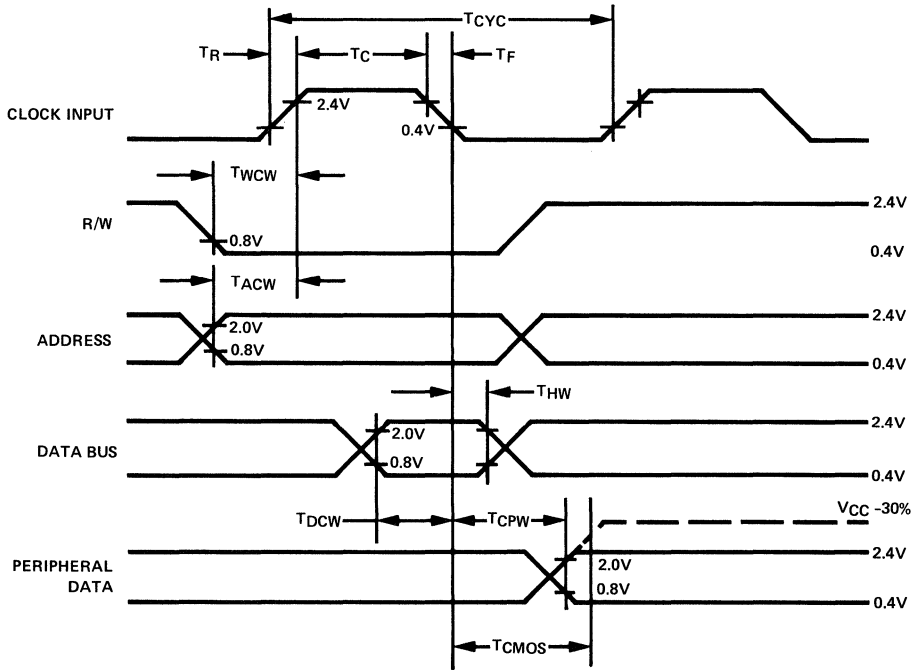 TCYC
TR TC TF
CLOCK INPUT
2.4V
0.4V
TWCW
R/W
2.4V
0.8V
0.4V
TACW
ADDRESS
2.4V
2.0V
0.8V
0.4V
THW
DATA BUS
2.4V
2.0V
0.8V
0.4V
TDCW TCPW
VCC –30%
PERIPHERAL
DATA
2.4V
2.0V
0.8V
0.4V
TCMOS